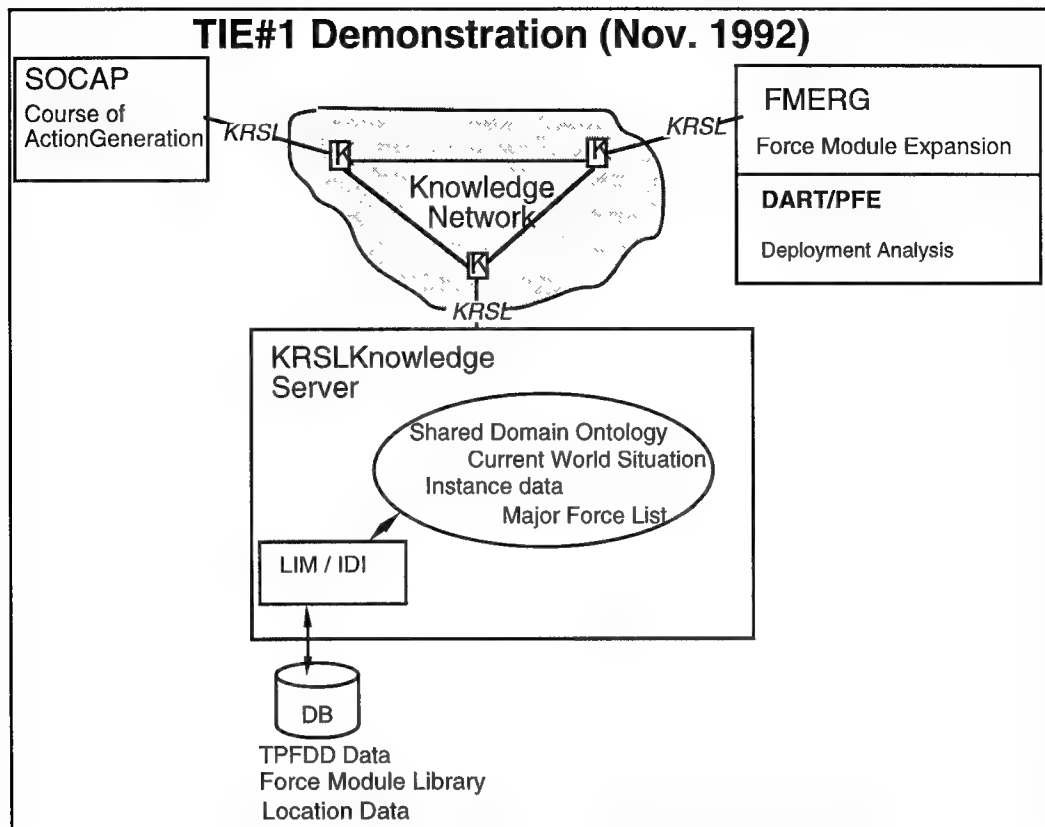 TIE#1 Demonstration (Nov. 1992)
SOCAP
Course of
ActionGeneration
KRSL
K
K
KRSL
FMERG
Force Module Expansion
DART/PFE
Deployment Analysis
Knowledge
Network
K
KRSL
KRSLKnowledge
Server
Shared Domain Ontology
Current World Situation
Instance data
Major Force List
LIM / IDI
DB
TPFDD Data
Force Module Library
Location Data